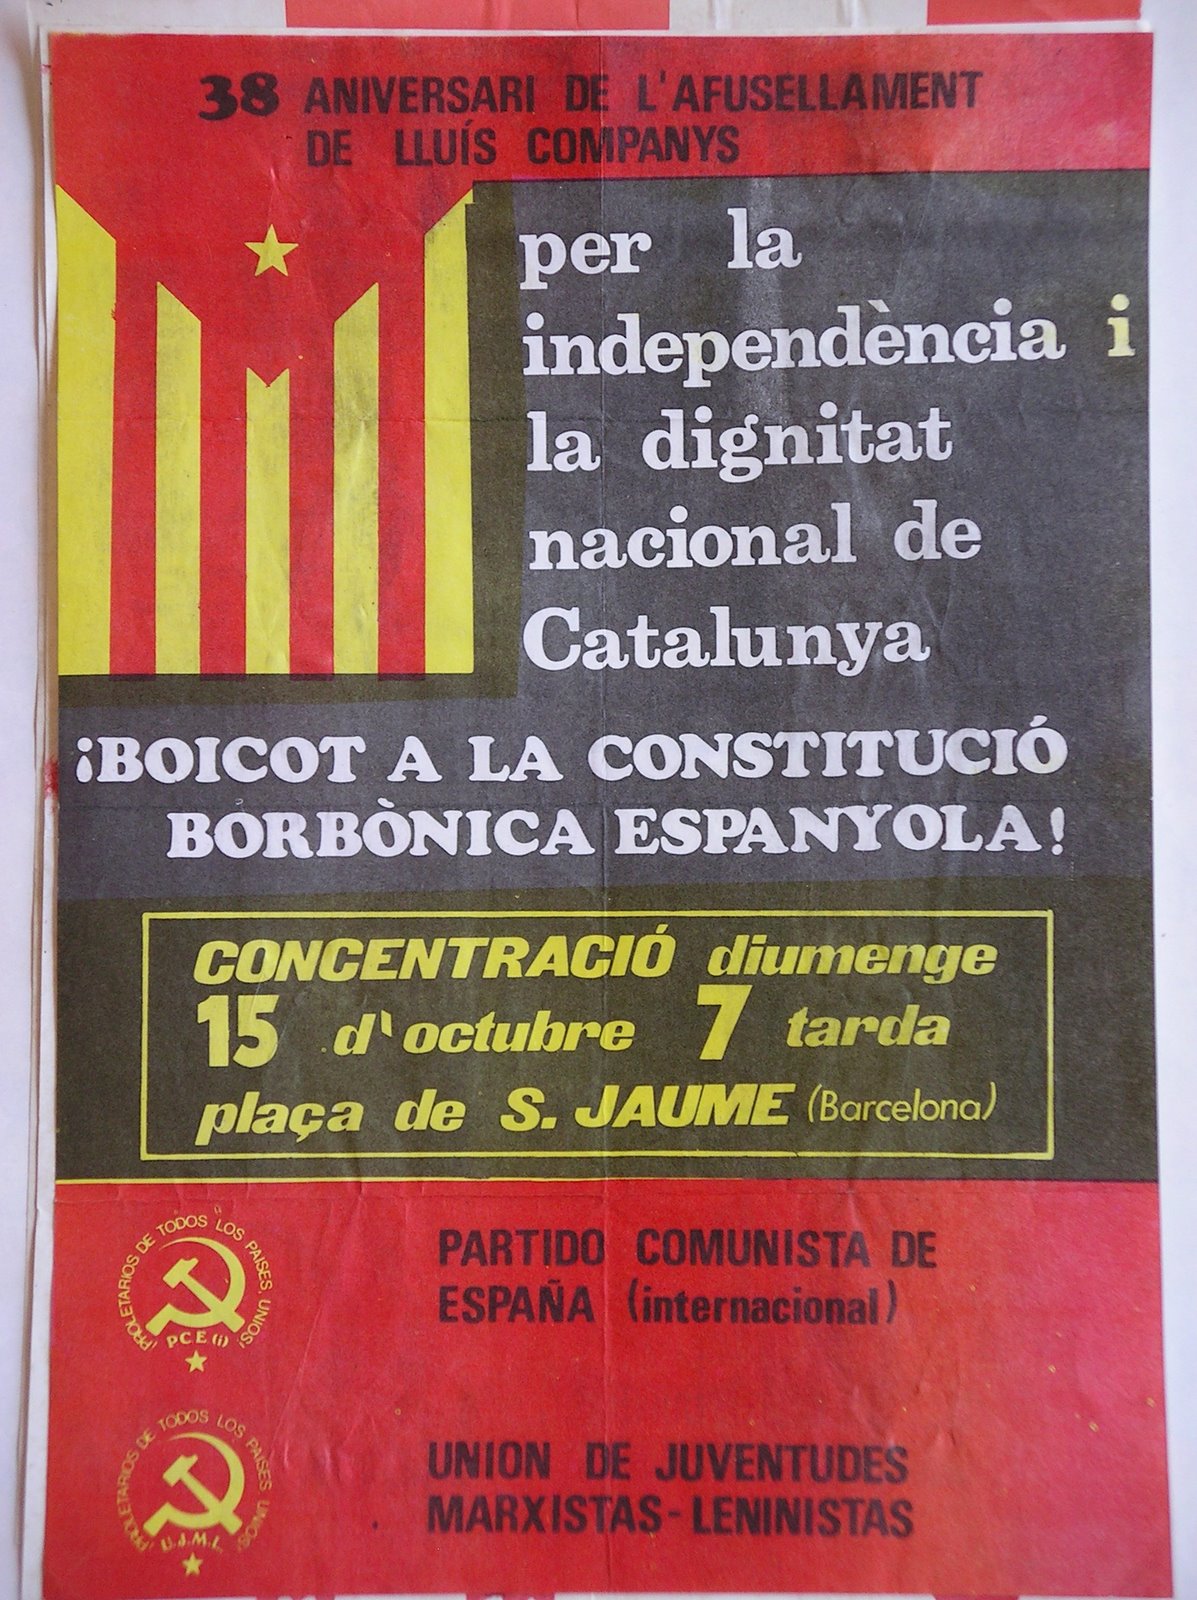 38 ANIVERSARI DE L'AFUSELLAMENT
DE LLUÍS COMPANYS
per la
independència i
la dignitat
nacional de
Catalunya
¡BOICOT A LA CONSTITUCIÓ
BORBÒNICA ESPANYOLA!
CONCENTRACIÓ diumenge
15 d'octubre 7 tarda
plaça de S. JAUME (Barcelona)
¡PROLETARIOS DE TODOS LOS PAISES, UNIOS!
PCE(i)
PARTIDO COMUNISTA DE
ESPAÑA (internacional)
¡PROLETARIOS DE TODOS LOS PAISES UNIOS!
U.J.M.L.
UNION DE JUVENTUDES
MARXISTAS-LENINISTAS